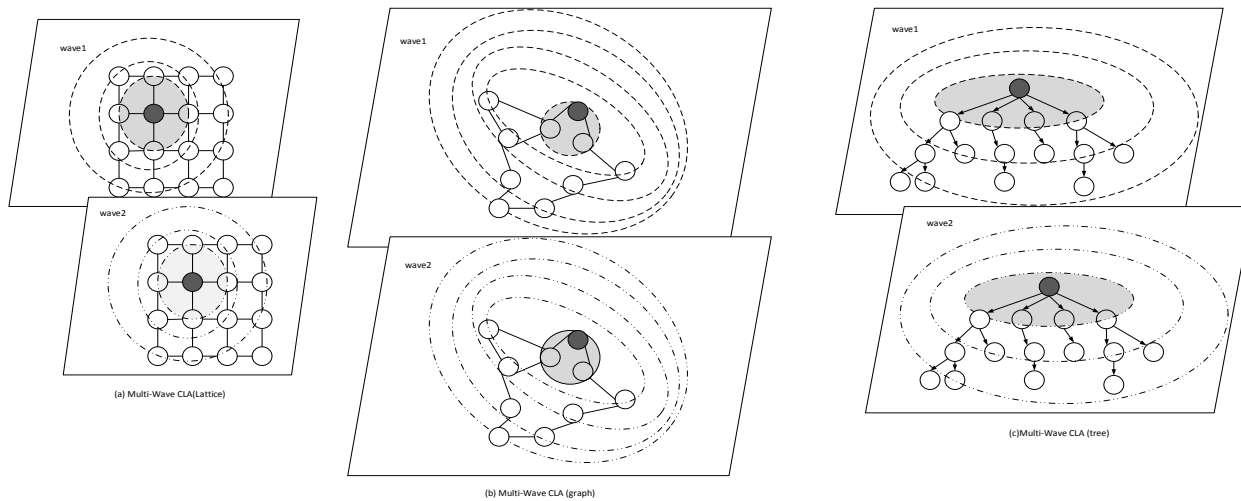 wave1
wave2
(a) Multi-Wave CLA(Lattice)
wave1
wave2
(b) Multi-Wave CLA (graph)
wave1
wave2
(c)Multi-Wave CLA (tree)